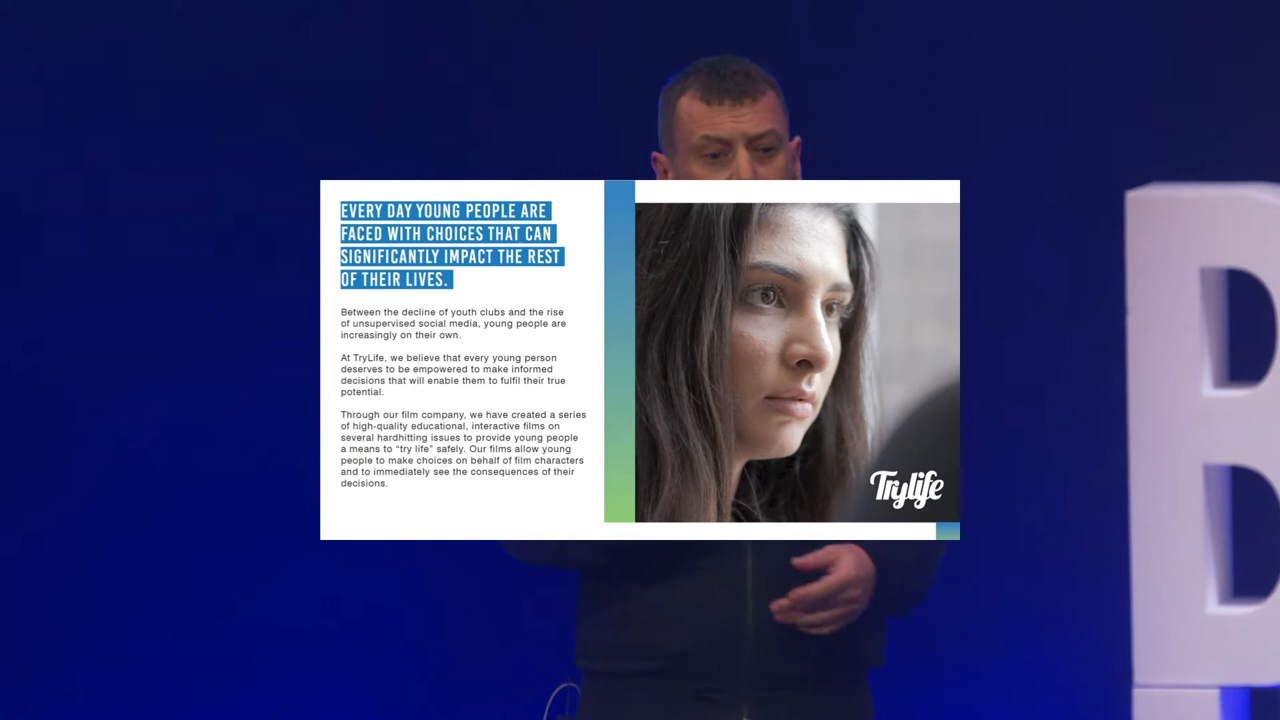 EVERY DAY YOUNG PEOPLE ARE
FACED WITH CHOICES THAT CAN
SIGNIFICANTLY IMPACT THE REST
OF THEIR LIVES.
Between the decline of youth clubs and the rise
of unsupervised social media, young people are
increasingly on their own.
At TryLife, we believe that every young person
deserves to be empowered to make informed
decisions that will enable them to fulfil their true
potential.
Through our film company, we have created a series
of high-quality educational, interactive films on
several hardhitting issues to provide young people
a means to “try life” safely. Our films allow young
people to make choices on behalf of film characters
and to immediately see the consequences of their
decisions.
Trylife
B